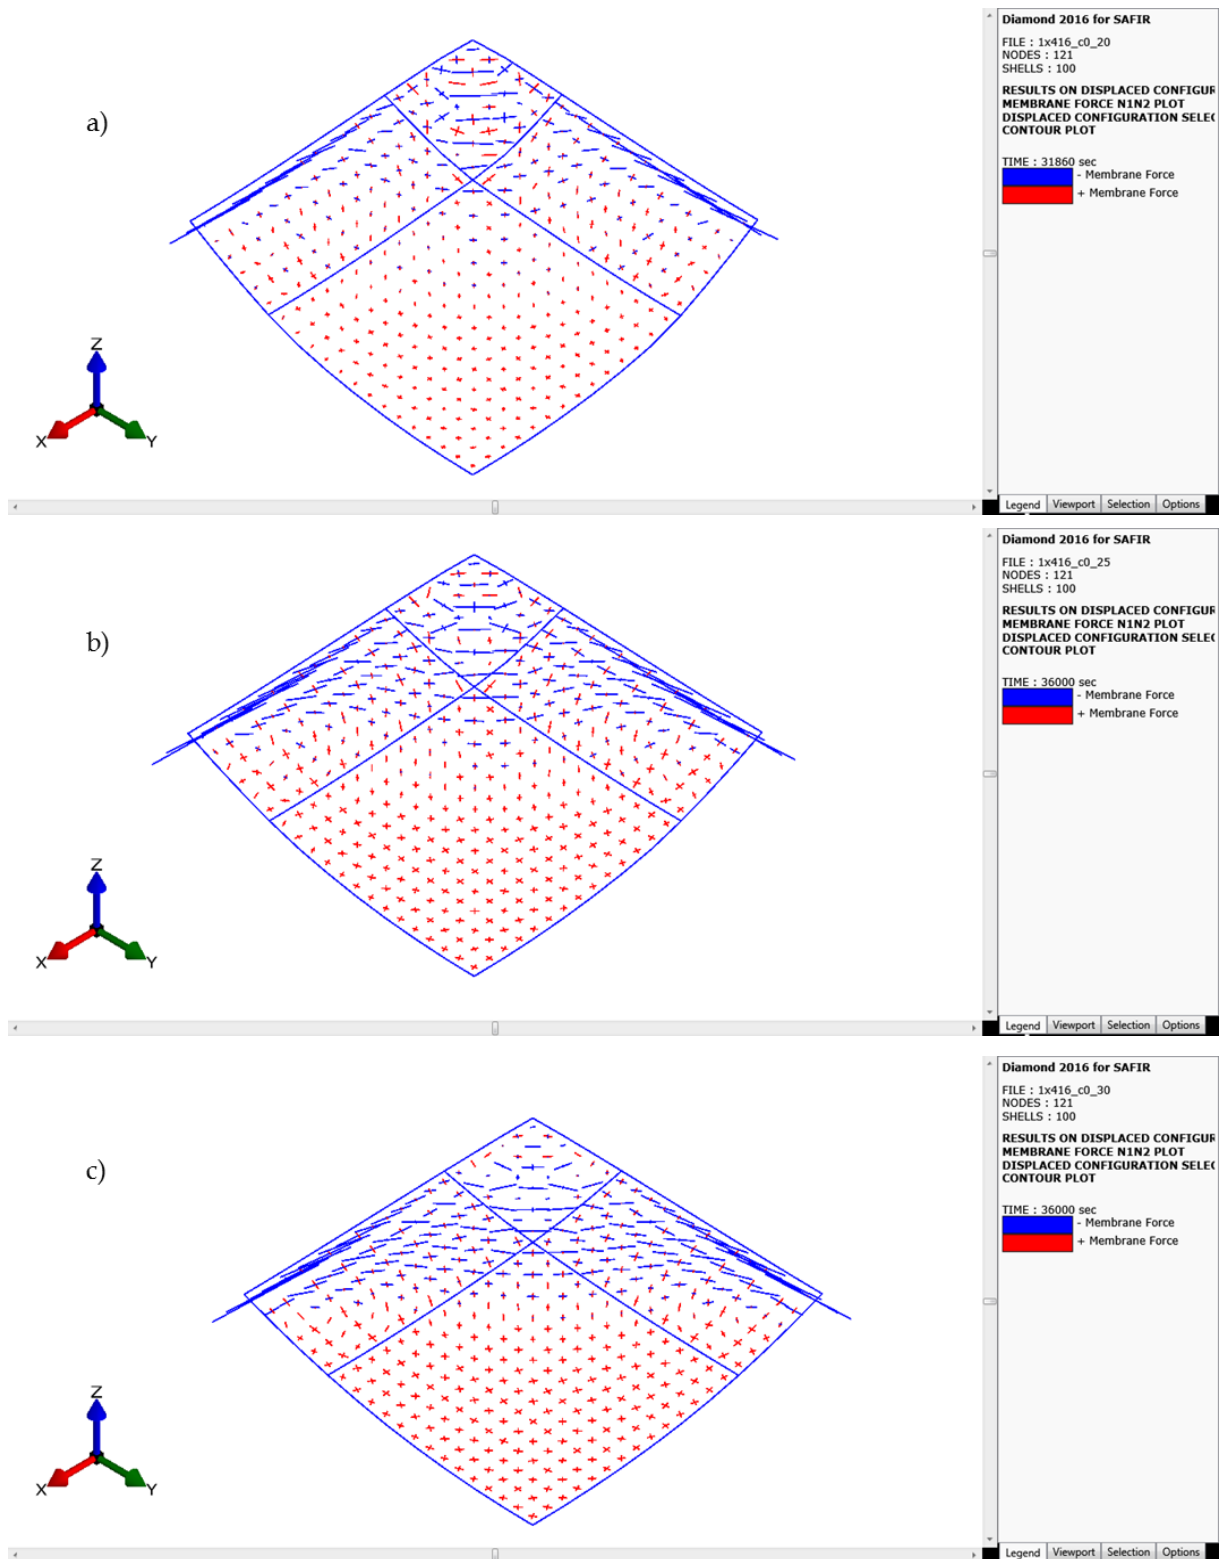 a)
Z
X
Y
Diamond 2016 for SAFIR
FILE : 1x416_c0_20
NODES : 121
SHELLS : 100
RESULTS ON DISPLACED CONFIGUR
MEMBRANE FORCE N1N2 PLOT
DISPLACED CONFIGURATION SELEC
CONTOUR PLOT
TIME : 31860 sec
- Membrane Force
+ Membrane Force
Legend Viewport Selection Options
b)
Z
X
Y
Diamond 2016 for SAFIR
FILE : 1x416_c0_25
NODES : 121
SHELLS : 100
RESULTS ON DISPLACED CONFIGUR
MEMBRANE FORCE N1N2 PLOT
DISPLACED CONFIGURATION SELEC
CONTOUR PLOT
TIME : 36000 sec
- Membrane Force
+ Membrane Force
Legend Viewport Selection Options
c)
Z
X
Y
Diamond 2016 for SAFIR
FILE : 1x416_c0_30
NODES : 121
SHELLS : 100
RESULTS ON DISPLACED CONFIGUR
MEMBRANE FORCE N1N2 PLOT
DISPLACED CONFIGURATION SELEC
CONTOUR PLOT
TIME : 36000 sec
- Membrane Force
+ Membrane Force
Legend Viewport Selection Options